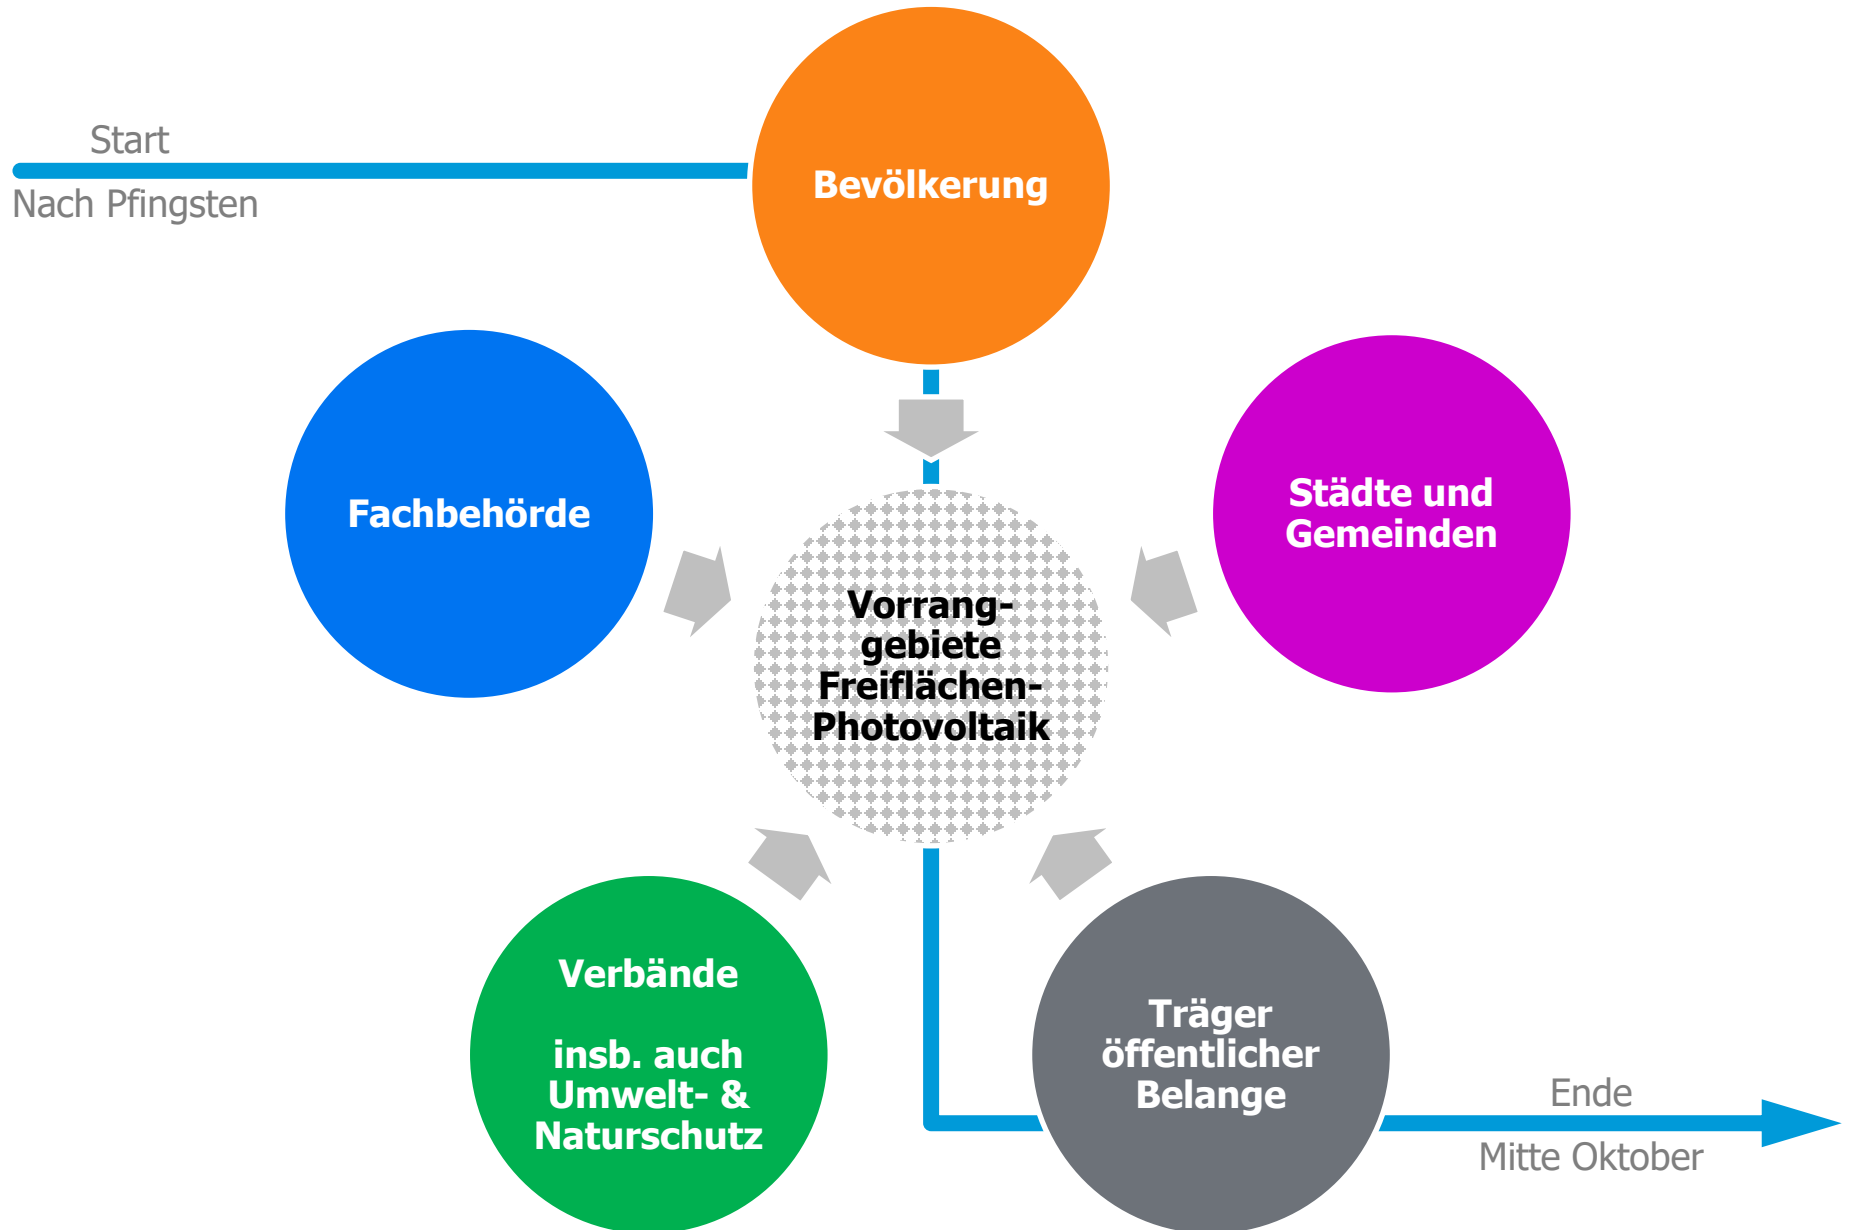 Start
Nach Pfingsten
Bevölkerung
Fachbehörde
Städte und
Gemeinden
Vorrang-
gebiete
Freiflächen-
Photovoltaik
Verbände
insb. auch
Umwelt- &
Naturschutz
Träger
öffentlicher
Belange
Ende
Mitte Oktober